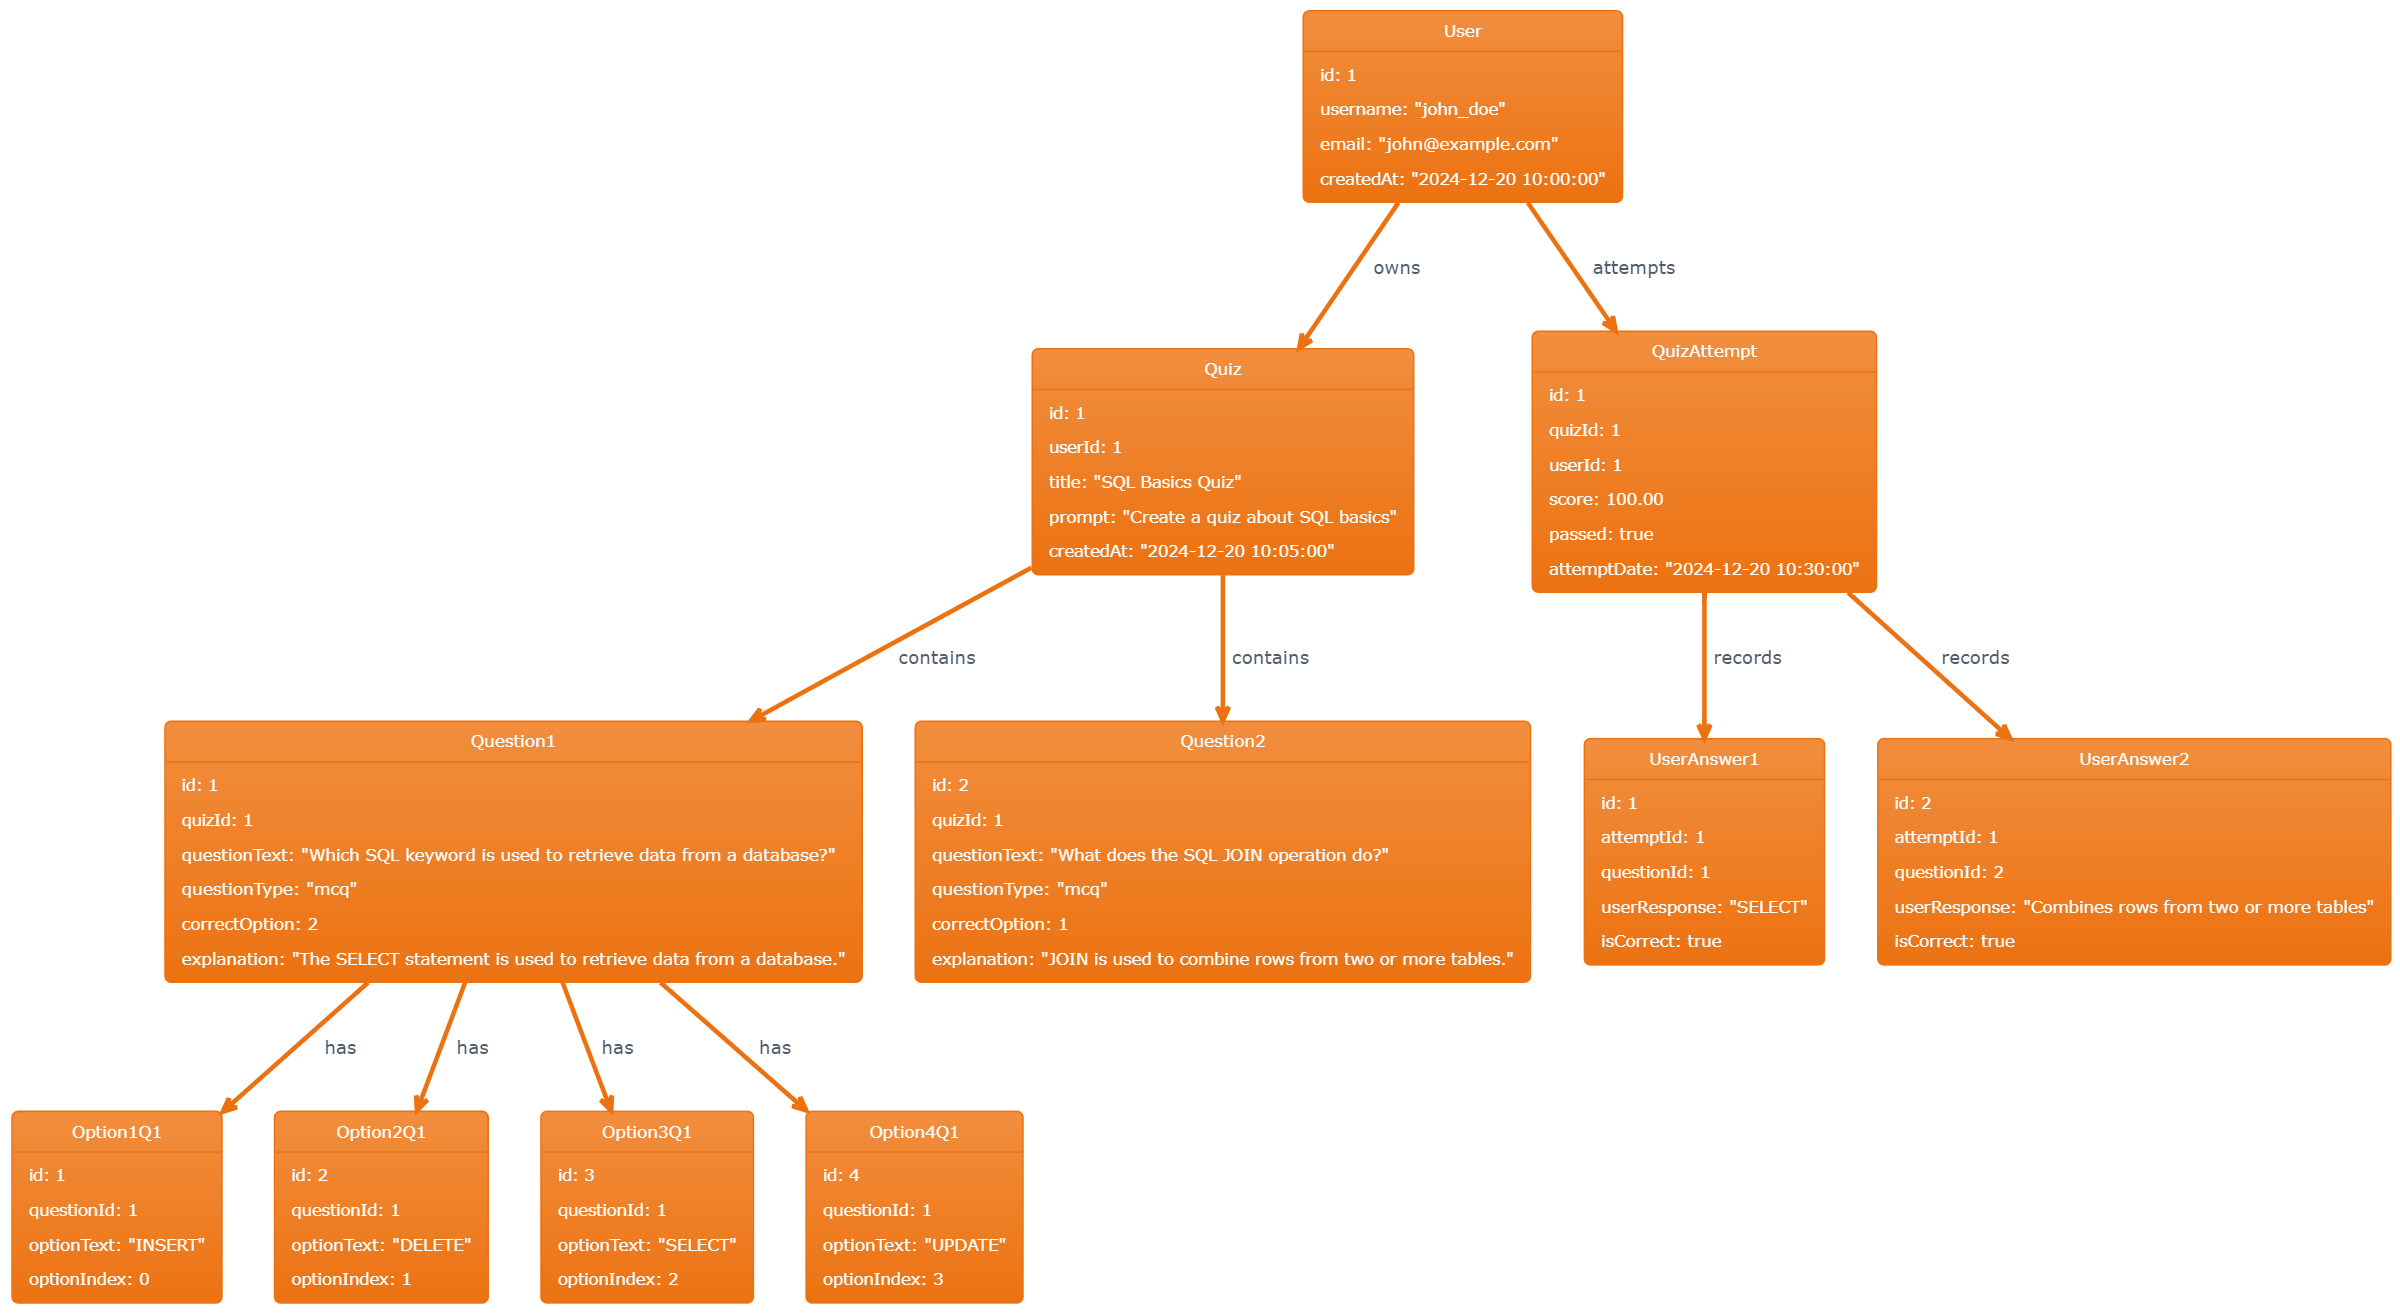 User
id: 1
username: "john_doe"
email: "john@example.com"
createdAt: "2024-12-20 10:00:00"
owns
attempts
Quiz
id: 1
userId: 1
title: "SQL Basics Quiz"
prompt: "Create a quiz about SQL basics"
createdAt: "2024-12-20 10:05:00"
QuizAttempt
id: 1
quizId: 1
userId: 1
score: 100.00
passed: true
attemptDate: "2024-12-20 10:30:00"
contains
contains
records
records
Question1
id: 1
quizId: 1
questionText: "Which SQL keyword is used to retrieve data from a database?"
questionType: "mcq"
correctOption: 2
explanation: "The SELECT statement is used to retrieve data from a database."
Question2
id: 2
quizId: 1
questionText: "What does the SQL JOIN operation do?"
questionType: "mcq"
correctOption: 1
explanation: "JOIN is used to combine rows from two or more tables."
UserAnswer1
id: 1
attemptId: 1
questionId: 1
userResponse: "SELECT"
isCorrect: true
UserAnswer2
id: 2
attemptId: 1
questionId: 2
userResponse: "Combines rows from two or more tables"
isCorrect: true
has
has
has
has
Option1Q1
id: 1
questionId: 1
optionText: "INSERT"
optionIndex: 0
Option2Q1
id: 2
questionId: 1
optionText: "DELETE"
optionIndex: 1
Option3Q1
id: 3
questionId: 1
optionText: "SELECT"
optionIndex: 2
Option4Q1
id: 4
questionId: 1
optionText: "UPDATE"
optionIndex: 3